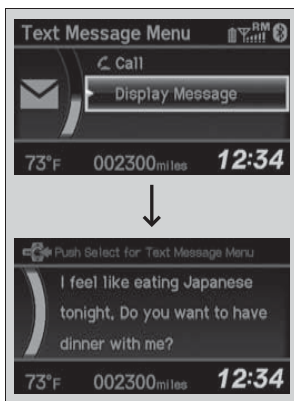 Text Message Menu RM
Call
Display Message
73°F 002300miles 12:34
Push Select for Text Message Menu
I feel like eating Japanese
tonight, Do you want to have
dinner with me?
73°F 002300miles 12:34